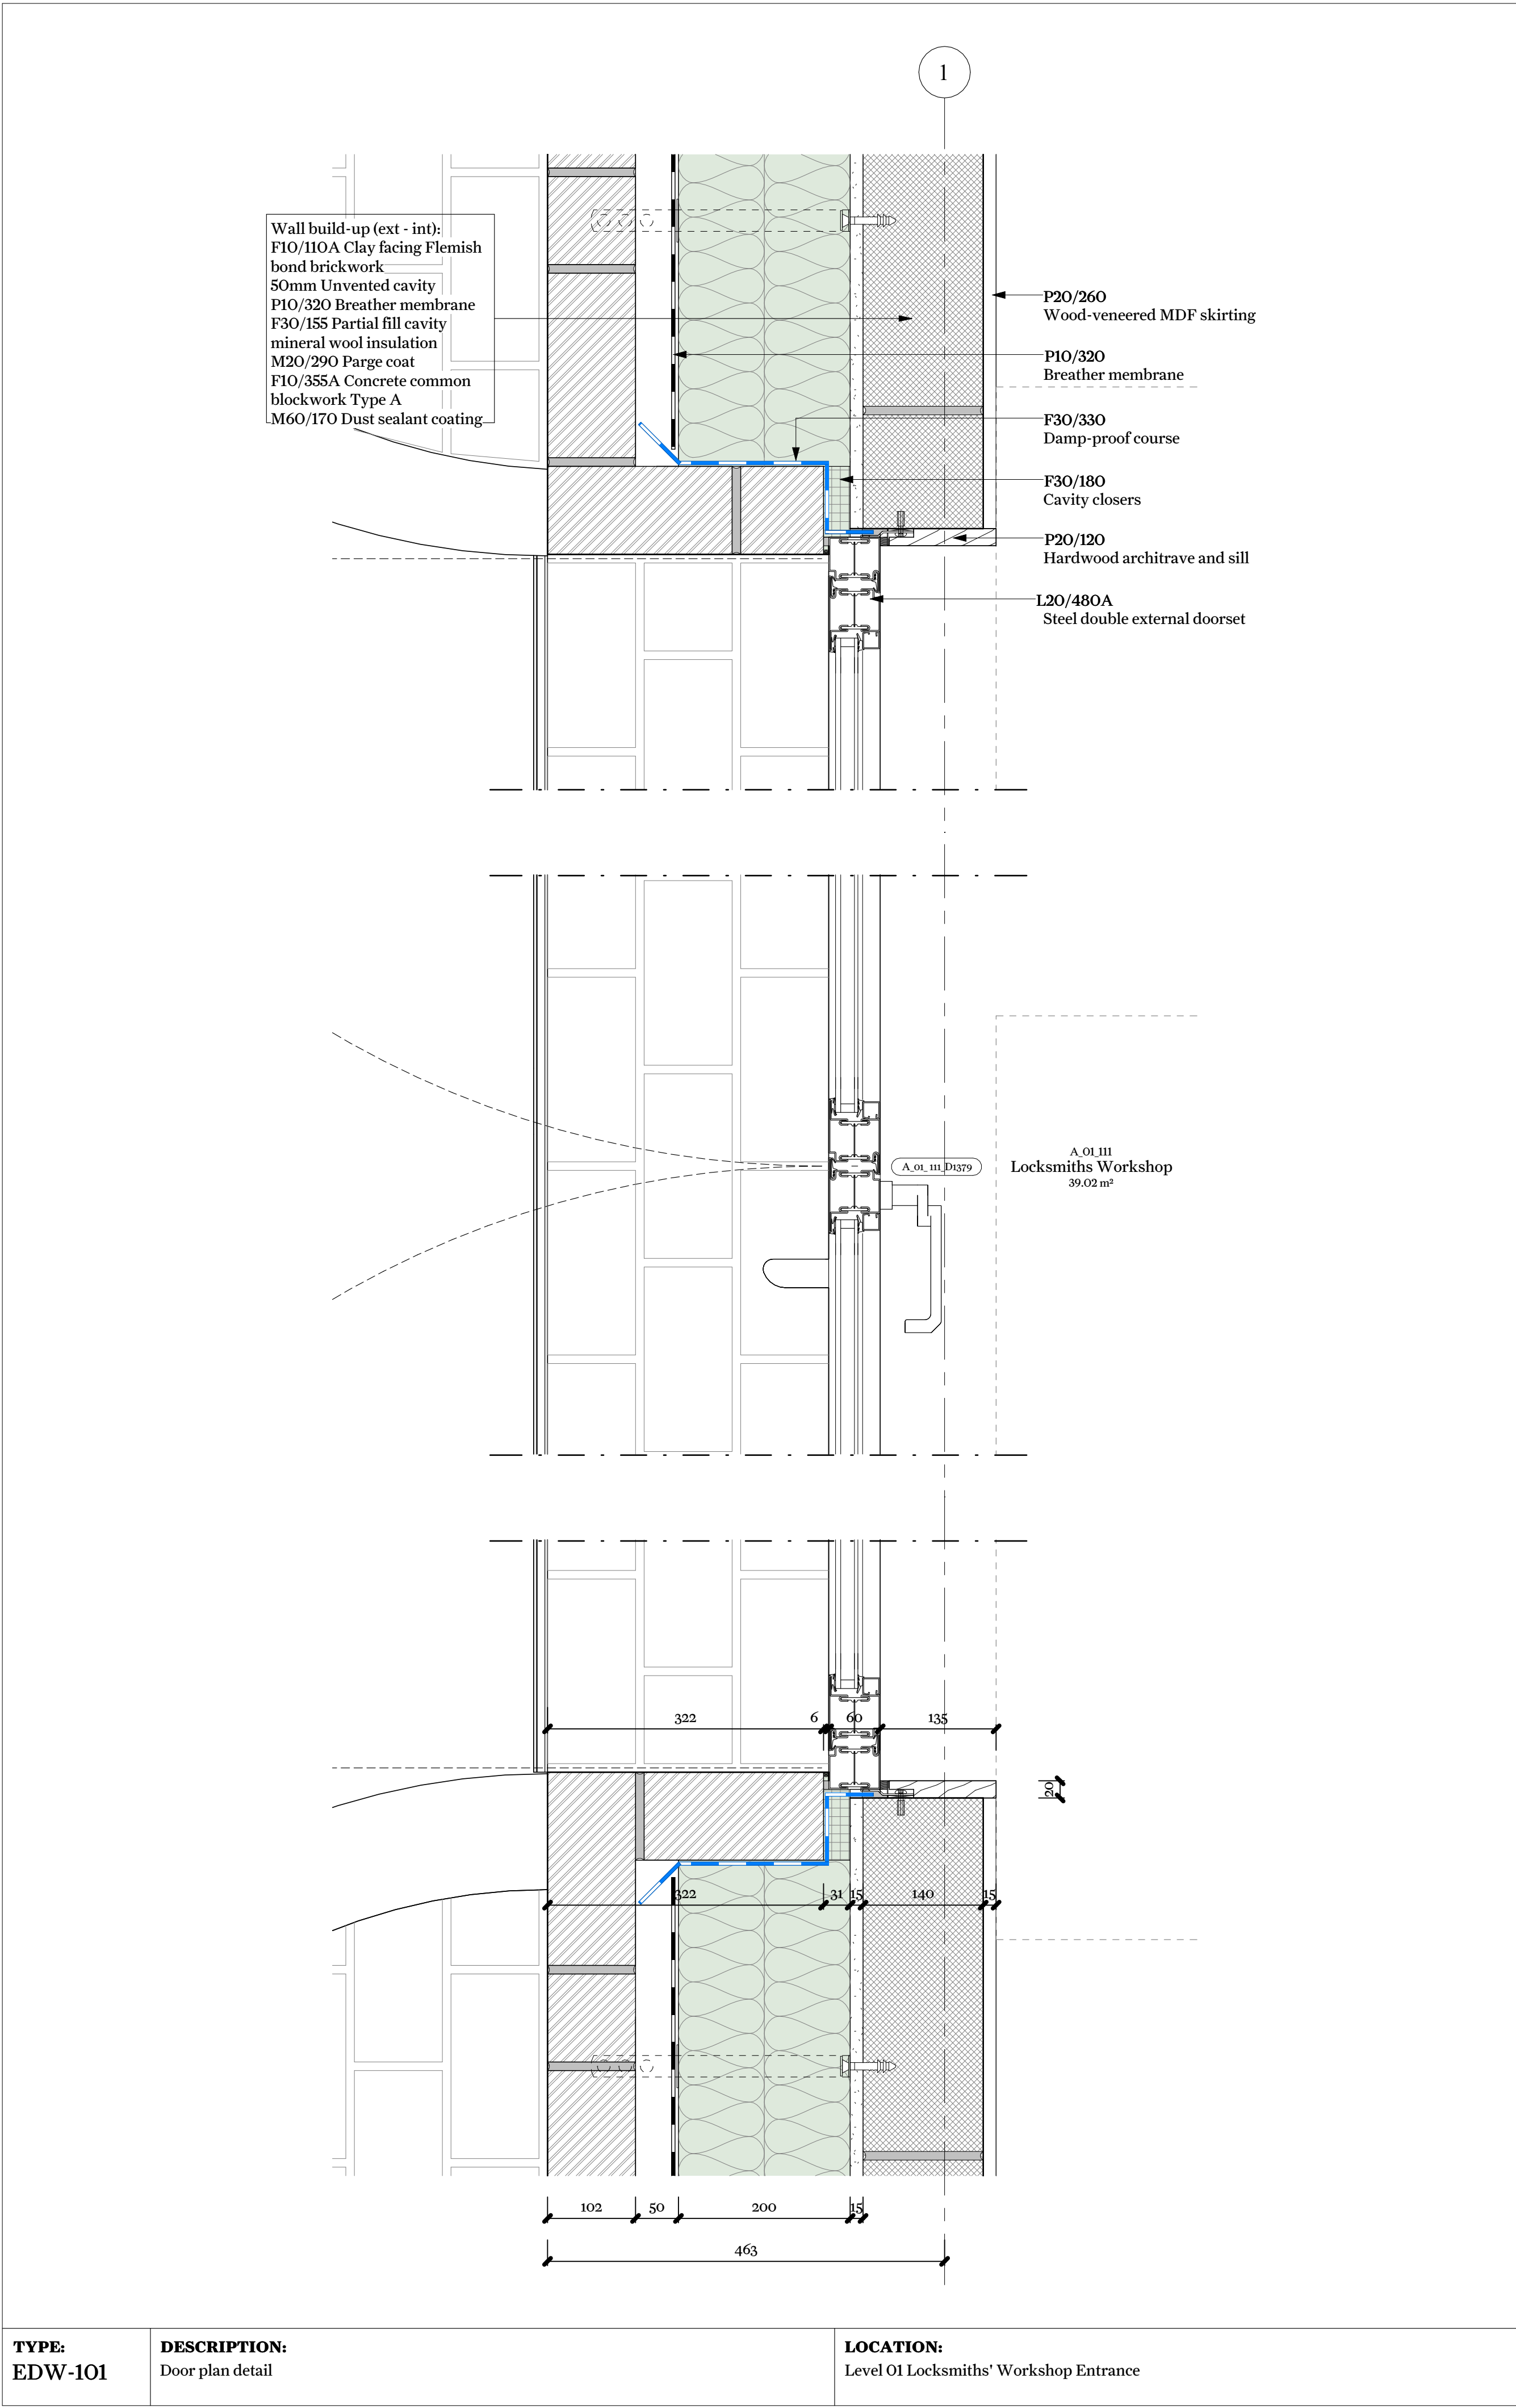 1
Wall build-up (ext - int):
F10/110A Clay facing Flemish
bond brickwork
50mm Unvented cavity
P10/320 Breather membrane
F30/155 Partial fill cavity
mineral wool insulation
M20/290 Parge coat
F10/355A Concrete common
blockwork Type A
M60/170 Dust sealant coating
P20/260
Wood-veneered MDF skirting
P10/320
Breather membrane
F30/330
Damp-proof course
F30/180
Cavity closers
P20/120
Hardwood architrave and sill
L20/480A
Steel double external doorset
A_01_111_D1379
A_01_111
Locksmiths Workshop
39.02 m²
322 6 60 135
20
322 31 15 140 15
102 50 200 15
463
TYPE:
EDW-101
DESCRIPTION:
Door plan detail
LOCATION:
Level 01 Locksmiths' Workshop Entrance